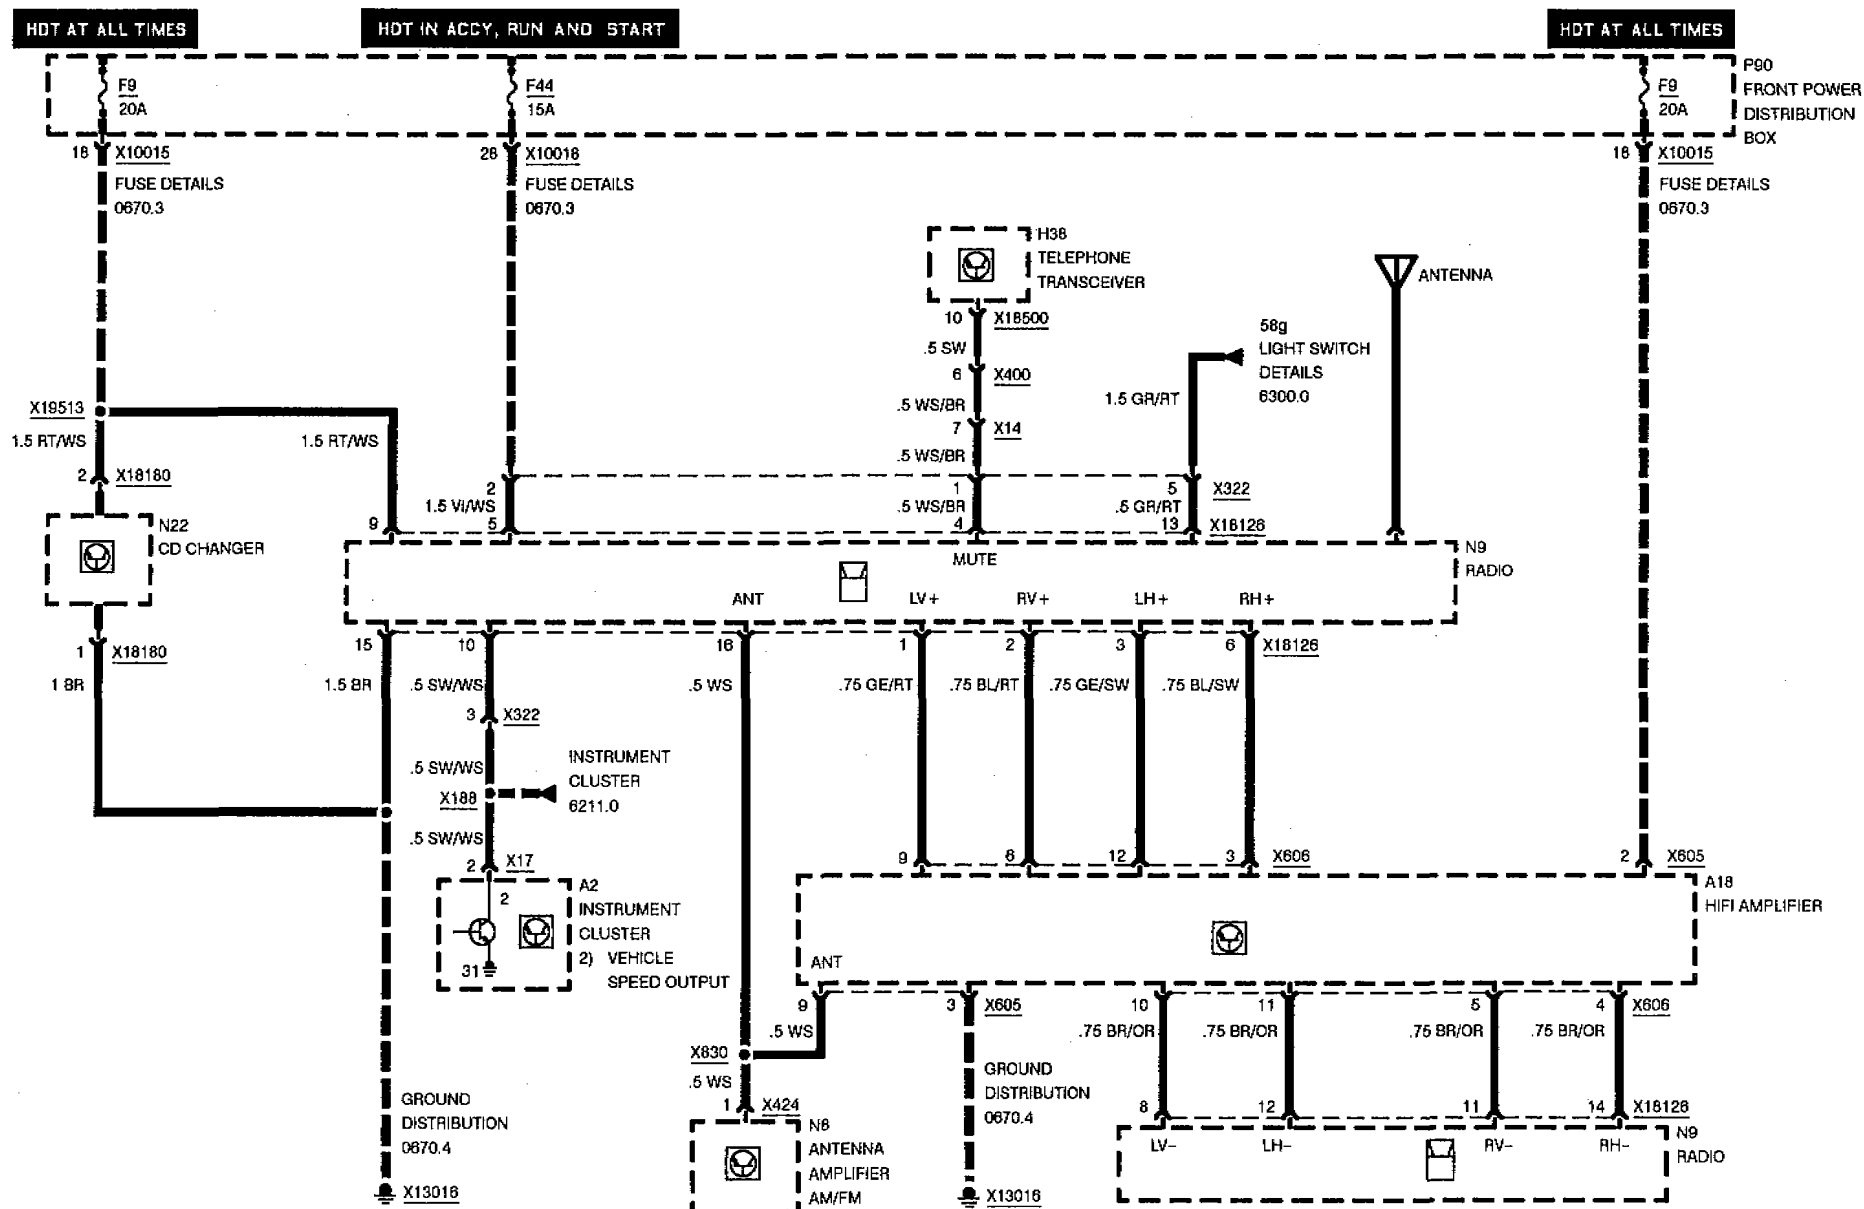 HOT AT ALL TIMES
HOT IN ACCY, RUN AND START
HOT AT ALL TIMES
F9
20A
F44
15A
F9
20A
P90
FRONT POWER
DISTRIBUTION
BOX
18 X10015
28 X10018
18 X10015
FUSE DETAILS
0670.3
FUSE DETAILS
0670.3
FUSE DETAILS
0670.3
H38
TELEPHONE
TRANSCEIVER
ANTENNA
10 X18500
.5 SW
6 X400
.5 WS/BR
7 X14
.5 WS/BR
58g
LIGHT SWITCH
DETAILS
6300.0
1.5 GR/RT
X19513
1.5 RT/WS
1.5 RT/WS
2 X18180
2
1
5 X322
1.5 VI/WS
.5 WS/BR
.5 GR/RT
9
5
4
13 X18126
N22
CD CHANGER
N9
RADIO
MUTE
ANT
LV+
RV+
LH+
RH+
15
10
16
1
2
3
6 X18126
1 X18180
1 BR
1.5 BR
.5 SW/WS
.5 WS
.75 GE/RT
.75 BL/RT
.75 GE/SW
.75 BL/SW
3 X322
.5 SW/WS
X188
INSTRUMENT
CLUSTER
6211.0
.5 SW/WS
2 X17
9
6
12
3 X606
2 X605
A2
INSTRUMENT
CLUSTER
2) VEHICLE
SPEED OUTPUT
2
31
A18
HIFI AMPLIFIER
ANT
9
3 X605
10
11
5
4 X606
.5 WS
.75 BR/OR
.75 BR/OR
.75 BR/OR
.75 BR/OR
X830
.5 WS
1 X424
GROUND
DISTRIBUTION
0670.4
GROUND
DISTRIBUTION
0670.4
8
12
11
14 X18126
N6
ANTENNA
AMPLIFIER
AM/FM
LV–
LH–
RV–
RH–
N9
RADIO
X13016
X13016